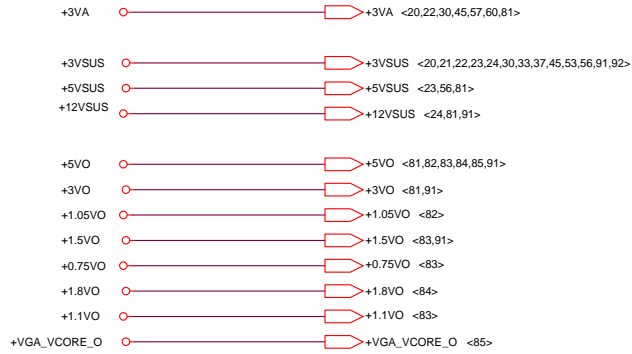 +3VA +3VA <20,22,30,45,57,60,81>
+3VSUS +3VSUS <20,21,22,23,24,30,33,37,45,53,56,91,92>
+5VSUS +5VSUS <23,56,81>
+12VSUS +12VSUS <24,81,91>
+5VO +5VO <81,82,83,84,85,91>
+3VO +3VO <81,91>
+1.05VO +1.05VO <82>
+1.5VO +1.5VO <83,91>
+0.75VO +0.75VO <83>
+1.8VO +1.8VO <84>
+1.1VO +1.1VO <83>
+VGA_VCORE_O +VGA_VCORE_O <85>